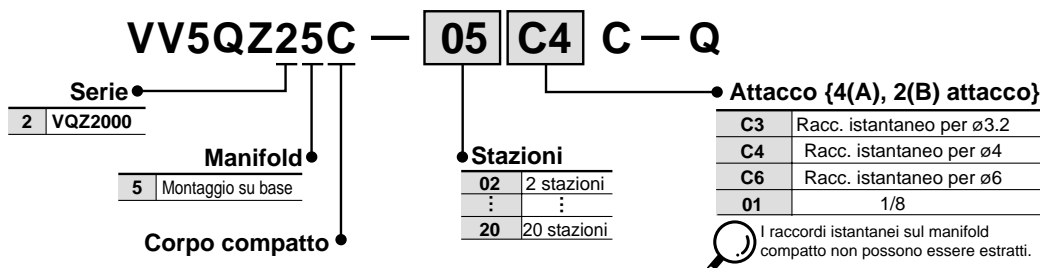 VV5QZ25C — 05 C4 C — Q
Serie
2 VQZ2000
Manifold
5 Montaggio su base
Corpo compatto
Stazioni
02 2 stazioni
⋮ ⋮
20 20 stazioni
Attacco {4(A), 2(B) attacco}
C3 Racc. istantaneo per ø3.2
C4 Racc. istantaneo per ø4
C6 Racc. istantaneo per ø6
01 1/8
I raccordi istantanei sul manifold
compatto non possono essere estratti.